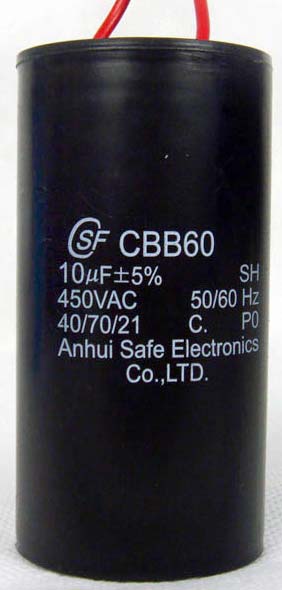 SF CBB60
10μF±5% SH
450VAC 50/60 Hz
40/70/21 C. P0
Anhui Safe Electronics
Co.,LTD.